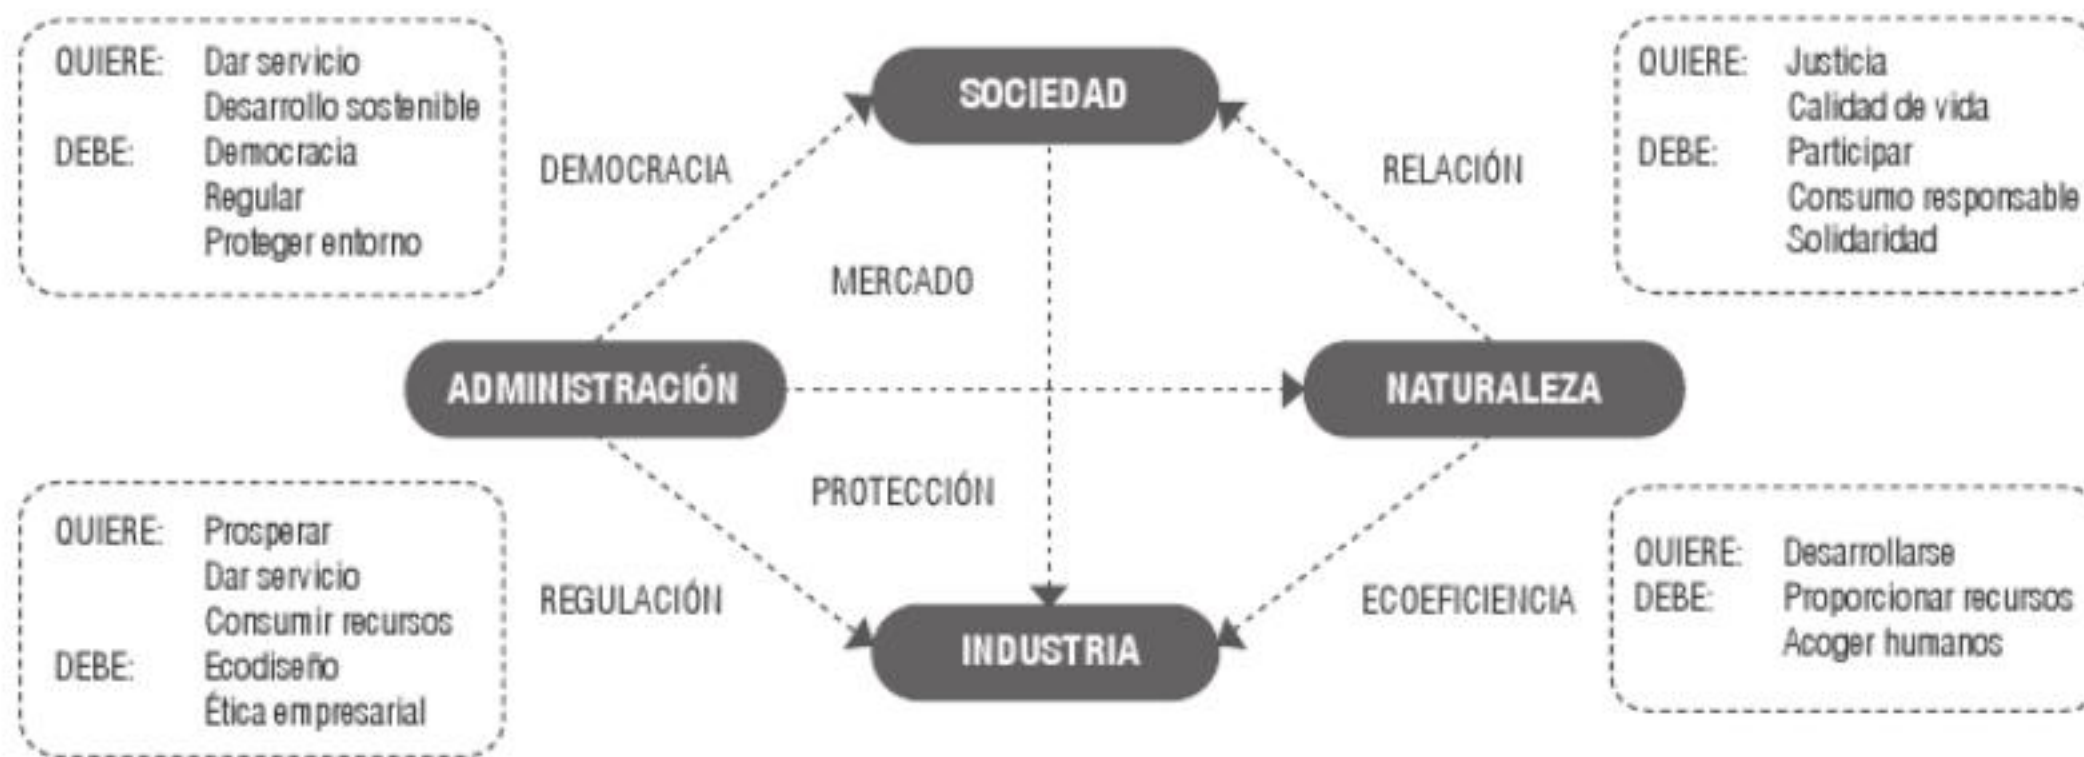 QUIERE: Dar servicio
Desarrollo sostenible
DEBE: Democracia
Regular
Proteger entorno
DEMOCRACIA
SOCIEDAD
RELACIÓN
QUIERE: Justicia
Calidad de vida
DEBE: Participar
Consumo responsable
Solidaridad
MERCADO
ADMINISTRACIÓN
NATURALEZA
PROTECCIÓN
QUIERE: Prosperar
Dar servicio
Consumir recursos
DEBE: Ecodiseño
Ética empresarial
REGULACIÓN
INDUSTRIA
ECOEFICIENCIA
QUIERE: Desarrollarse
DEBE: Proporcionar recursos
Acoger humanos